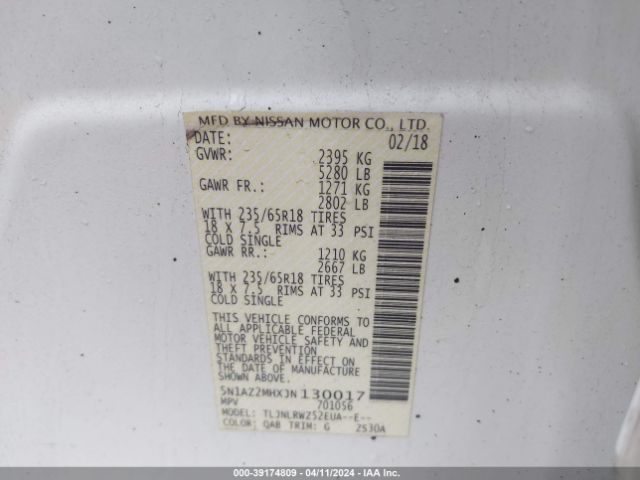 MFD BY NISSAN MOTOR CO., LTD.
DATE: 02/18
GVWR: 2395 KG
5280 LB
GAWR FR.: 1271 KG
2802 LB
WITH 235/65R18 TIRES
18 X 7.5 RIMS AT 33 PSI
COLD SINGLE
GAWR RR.: 1210 KG
2667 LB
WITH 235/65R18 TIRES
18 X 7.5 RIMS AT 33 PSI
COLD SINGLE
THIS VEHICLE CONFORMS TO
ALL APPLICABLE FEDERAL
MOTOR VEHICLE SAFETY AND
THEFT PREVENTION
STANDARDS IN EFFECT ON
THE DATE OF MANUFACTURE
SHOWN ABOVE.
5N1AZ2MHXJN130017
MPV 701056
MODEL: TLJNLRWZ52EUA--E--
COLOR: QAB TRIM: G 2S30A
000-39174809 - 04/11/2024 - IAA Inc.